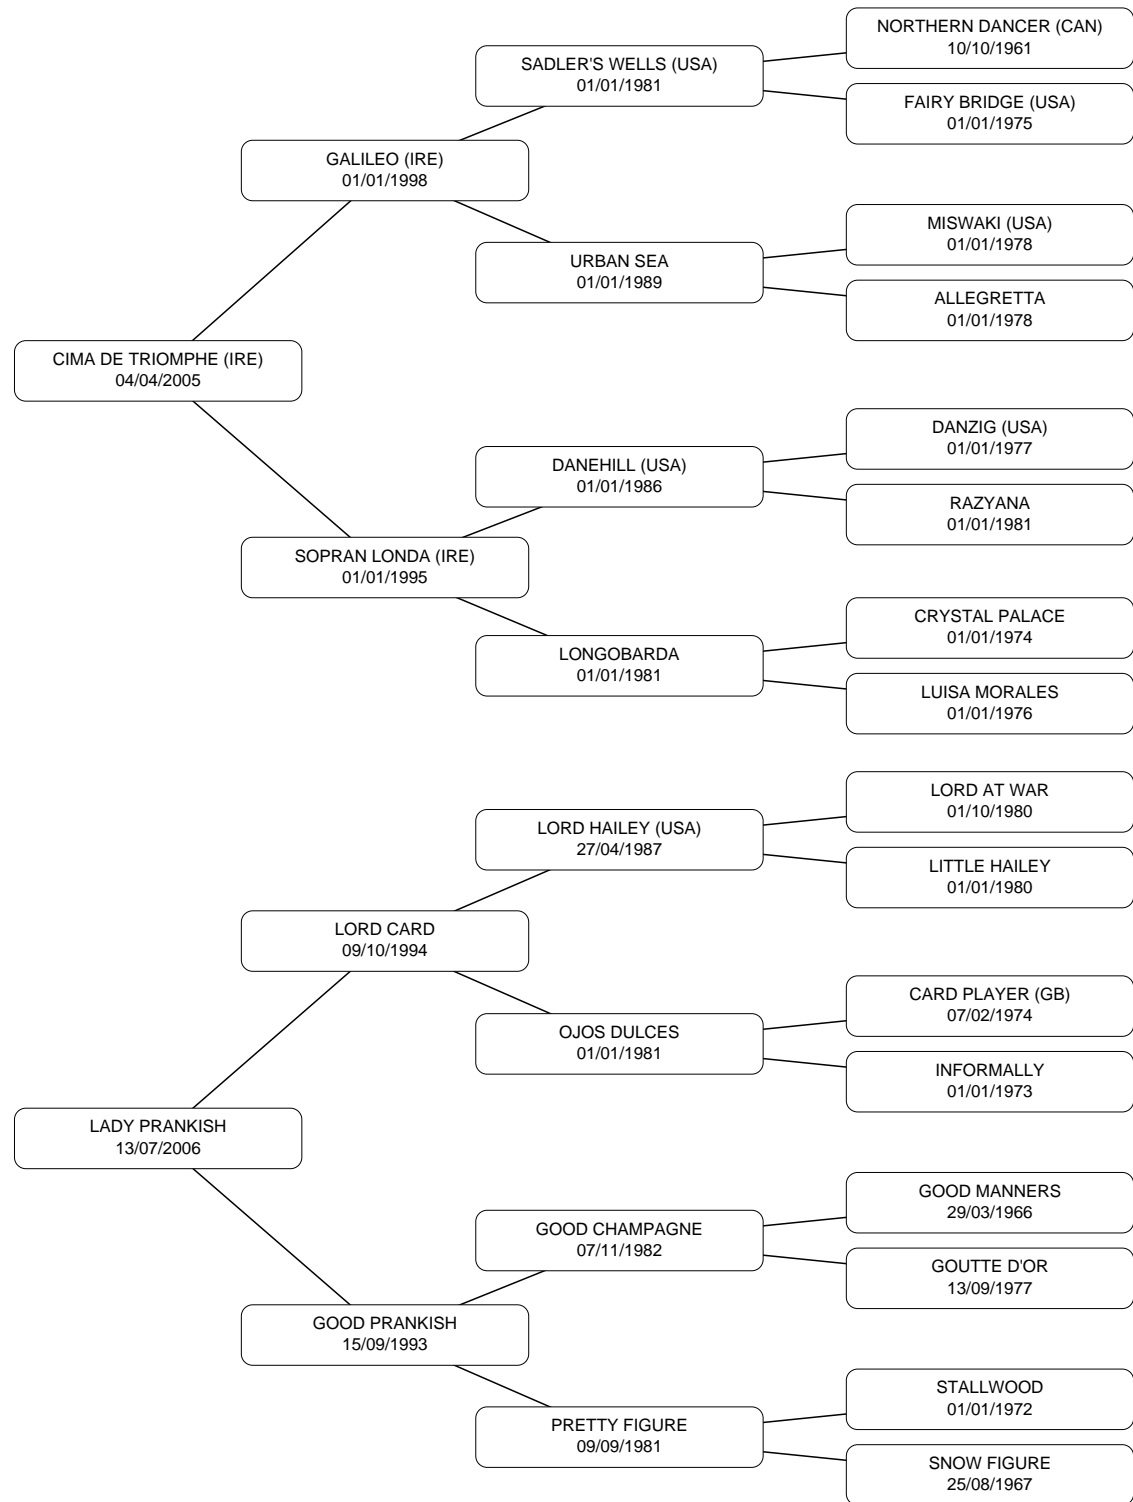 NORTHERN DANCER (CAN)
10/10/1961
SADLER'S WELLS (USA)
01/01/1981
FAIRY BRIDGE (USA)
01/01/1975
GALILEO (IRE)
01/01/1998
MISWAKI (USA)
01/01/1978
URBAN SEA
01/01/1989
ALLEGRETTA
01/01/1978
CIMA DE TRIOMPHE (IRE)
04/04/2005
DANZIG (USA)
01/01/1977
DANEHILL (USA)
01/01/1986
RAZYANA
01/01/1981
SOPRAN LONDA (IRE)
01/01/1995
CRYSTAL PALACE
01/01/1974
LONGOBARDA
01/01/1981
LUISA MORALES
01/01/1976
LORD AT WAR
01/10/1980
LORD HAILEY (USA)
27/04/1987
LITTLE HAILEY
01/01/1980
LORD CARD
09/10/1994
CARD PLAYER (GB)
07/02/1974
OJOS DULCES
01/01/1981
INFORMALLY
01/01/1973
LADY PRANKISH
13/07/2006
GOOD MANNERS
29/03/1966
GOOD CHAMPAGNE
07/11/1982
GOUTTE D'OR
13/09/1977
GOOD PRANKISH
15/09/1993
STALLWOOD
01/01/1972
PRETTY FIGURE
09/09/1981
SNOW FIGURE
25/08/1967